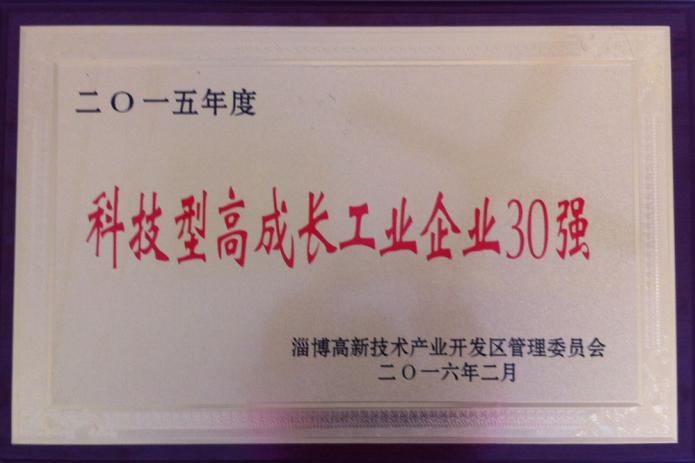 二〇一五年度
科技型高成长工业企业30强
淄博高新技术产业开发区管理委员会
二〇一六年二月